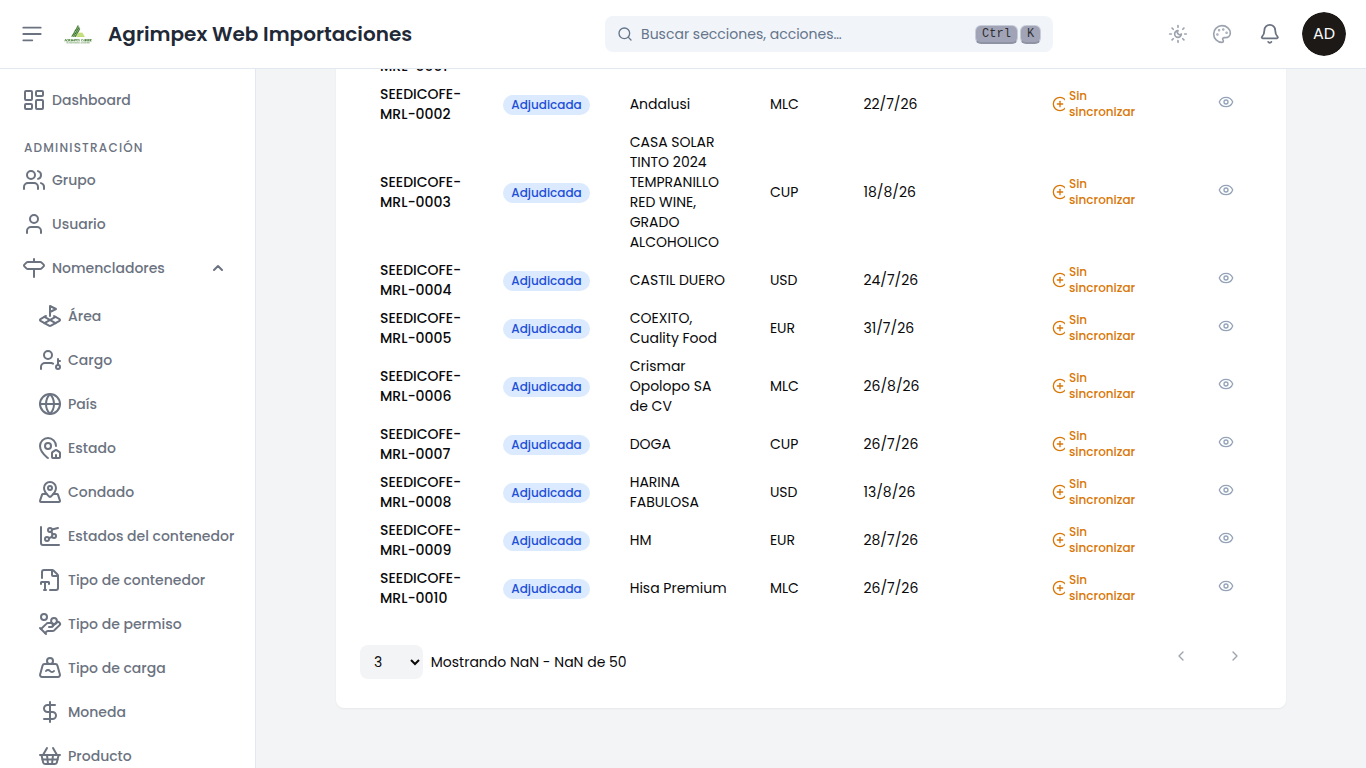 Agrimpex Web Importaciones
Buscar secciones, acciones...
Ctrl K
AD
Dashboard
ADMINISTRACIÓN
Grupo
Usuario
Nomencladores
Área
Cargo
País
Estado
Condado
Estados del contenedor
Tipo de contenedor
Tipo de permiso
Tipo de carga
Moneda
Producto
SEEDICOFE-
MRL-0002
Adjudicada
Andalusi
MLC
22/7/26
Sin
sincronizar
SEEDICOFE-
MRL-0003
Adjudicada
CASA SOLAR
TINTO 2024
TEMPRANILLO
RED WINE,
GRADO
ALCOHOLICO
CUP
18/8/26
Sin
sincronizar
SEEDICOFE-
MRL-0004
Adjudicada
CASTIL DUERO
USD
24/7/26
Sin
sincronizar
SEEDICOFE-
MRL-0005
Adjudicada
COEXITO,
Cuality Food
EUR
31/7/26
Sin
sincronizar
SEEDICOFE-
MRL-0006
Adjudicada
Crismar
Opolopo SA
de CV
MLC
26/8/26
Sin
sincronizar
SEEDICOFE-
MRL-0007
Adjudicada
DOGA
CUP
26/7/26
Sin
sincronizar
SEEDICOFE-
MRL-0008
Adjudicada
HARINA
FABULOSA
USD
13/8/26
Sin
sincronizar
SEEDICOFE-
MRL-0009
Adjudicada
HM
EUR
28/7/26
Sin
sincronizar
SEEDICOFE-
MRL-0010
Adjudicada
Hisa Premium
MLC
26/7/26
Sin
sincronizar
3
Mostrando NaN - NaN de 50